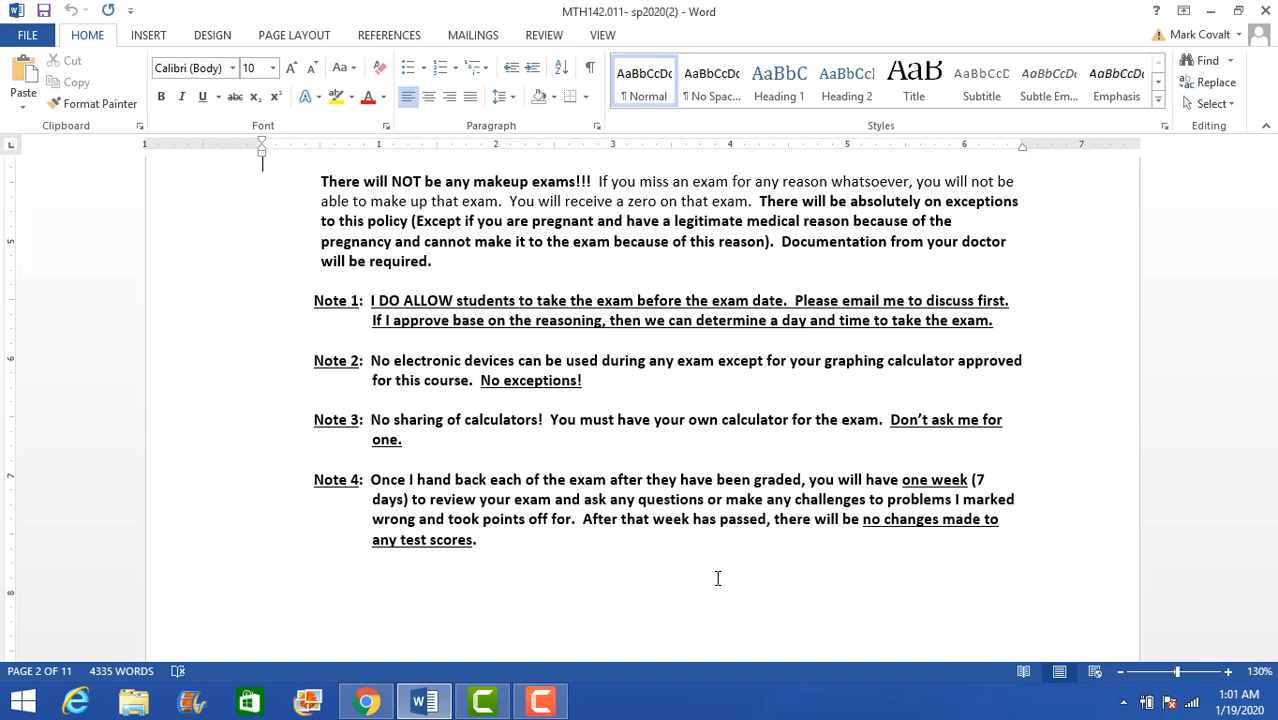 MTH142.011- sp2020(2) - Word
FILE HOME INSERT DESIGN PAGE LAYOUT REFERENCES MAILINGS REVIEW VIEW Mark Covalt
Paste Cut Copy Format Painter
Clipboard
Calibri (Body) 10
Font
Paragraph
AaBbCcDc AaBbCcDc AaBbC AaBbCcC AaB AaBbCcD AaBbCcDc AaBbCcDc
¶ Normal ¶ No Spac... Heading 1 Heading 2 Title Subtitle Subtle Em... Emphasis
Styles
Find Replace Select
Editing
1 1 2 3 4 5 6 7
There will NOT be any makeup exams!!! If you miss an exam for any reason whatsoever, you will not be
able to make up that exam. You will receive a zero on that exam. There will be absolutely on exceptions
to this policy (Except if you are pregnant and have a legitimate medical reason because of the
pregnancy and cannot make it to the exam because of this reason). Documentation from your doctor
will be required.
Note 1: I DO ALLOW students to take the exam before the exam date. Please email me to discuss first.
If I approve base on the reasoning, then we can determine a day and time to take the exam.
Note 2: No electronic devices can be used during any exam except for your graphing calculator approved
for this course. No exceptions!
Note 3: No sharing of calculators! You must have your own calculator for the exam. Don't ask me for
one.
Note 4: Once I hand back each of the exam after they have been graded, you will have one week (7
days) to review your exam and ask any questions or make any challenges to problems I marked
wrong and took points off for. After that week has passed, there will be no changes made to
any test scores.
5
6
7
8
PAGE 2 OF 11 4335 WORDS 130%
1:01 AM
1/19/2020